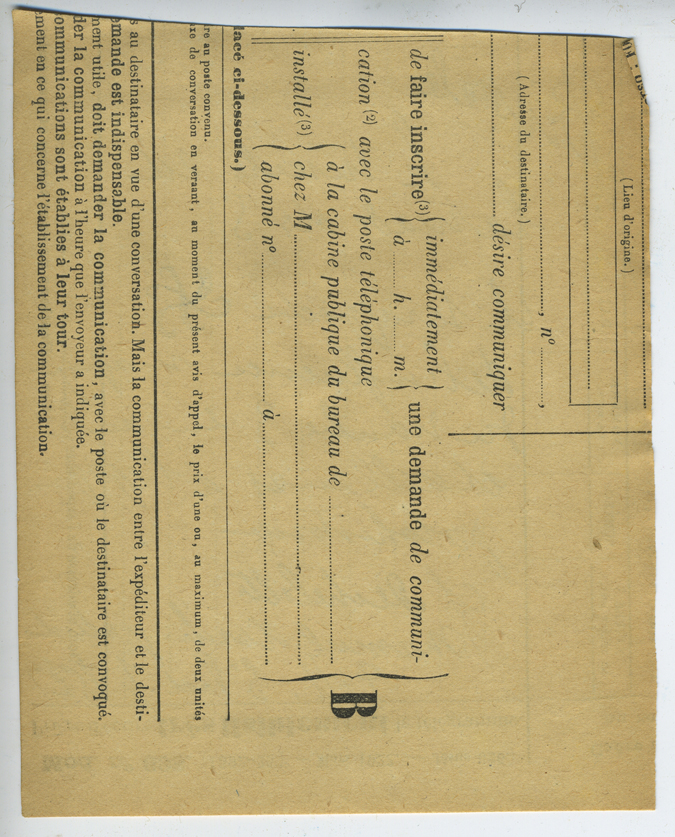 (Lieu d'origine.)
, n° ,
(Adresse du destinataire.)
désire communiquer
de faire inscrire(3) { immédiatement } une demande de communi-
{ à h. m. }
cation(2) avec le poste téléphonique
{ à la cabine publique du bureau de
installé(3) { chez M
{ abonné n° à
B
lacé ci-dessous.)
re au poste convenu.
axe de conversation en versant, au moment du présent avis d'appel, le prix d'une ou, au maximum, de deux unités
s au destinataire en vue d'une conversation. Mais la communication entre l'expéditeur et le desti-
emande est indispensable.
ment utile, doit demander la communication, avec le poste où le destinataire est convoqué.
der la communication à l'heure que l'envoyeur a indiquée.
ommunications sont établies à leur tour.
ement en ce qui concerne l'établissement de la communication.